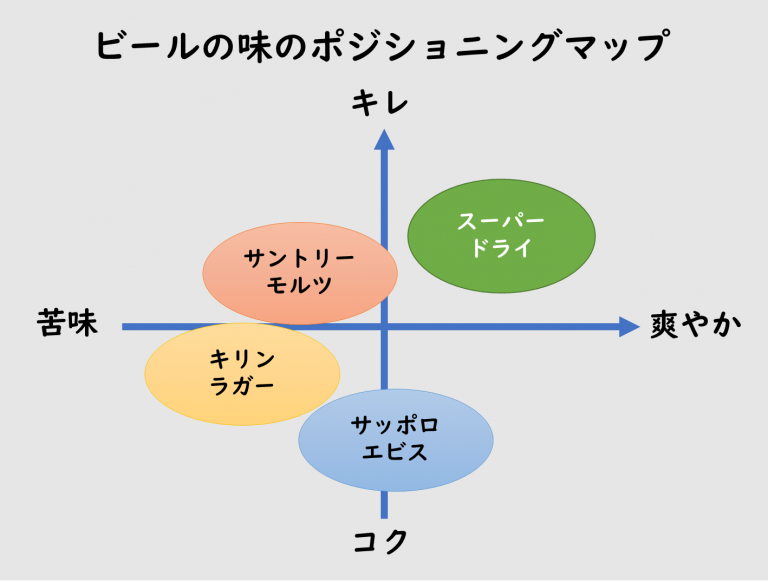 ビールの味のポジショニングマップ
キレ
スーパー
ドライ
サントリー
モルツ
苦味
爽やか
キリン
ラガー
サッポロ
エビス
コク